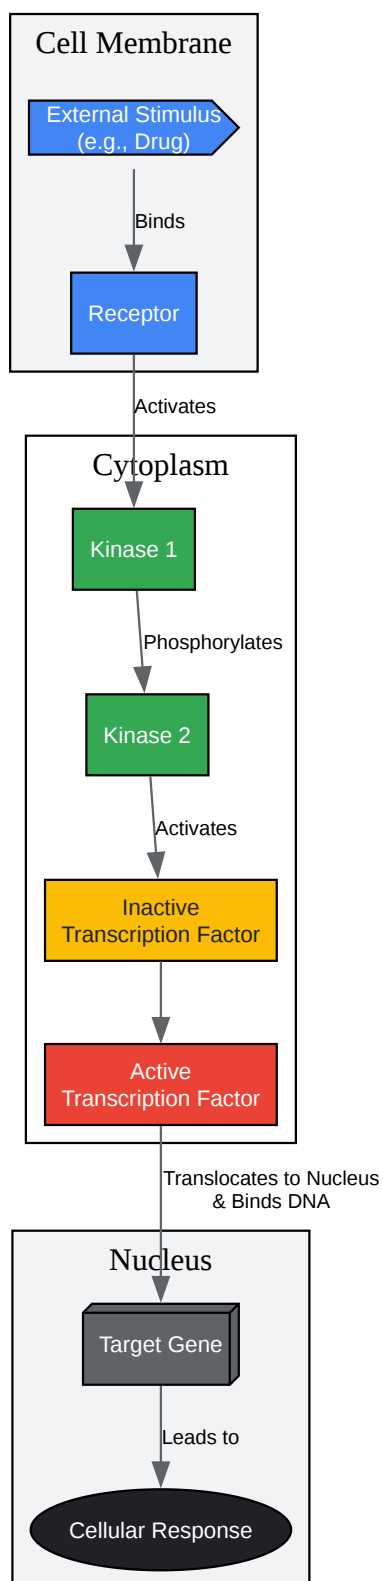 Cell Membrane
External Stimulus
(e.g., Drug)
Binds
Receptor
Activates
Cytoplasm
Kinase 1
Phosphorylates
Kinase 2
Activates
Inactive
Transcription Factor
Active
Transcription Factor
Translocates to Nucleus
& Binds DNA
Nucleus
Target Gene
Leads to
Cellular Response